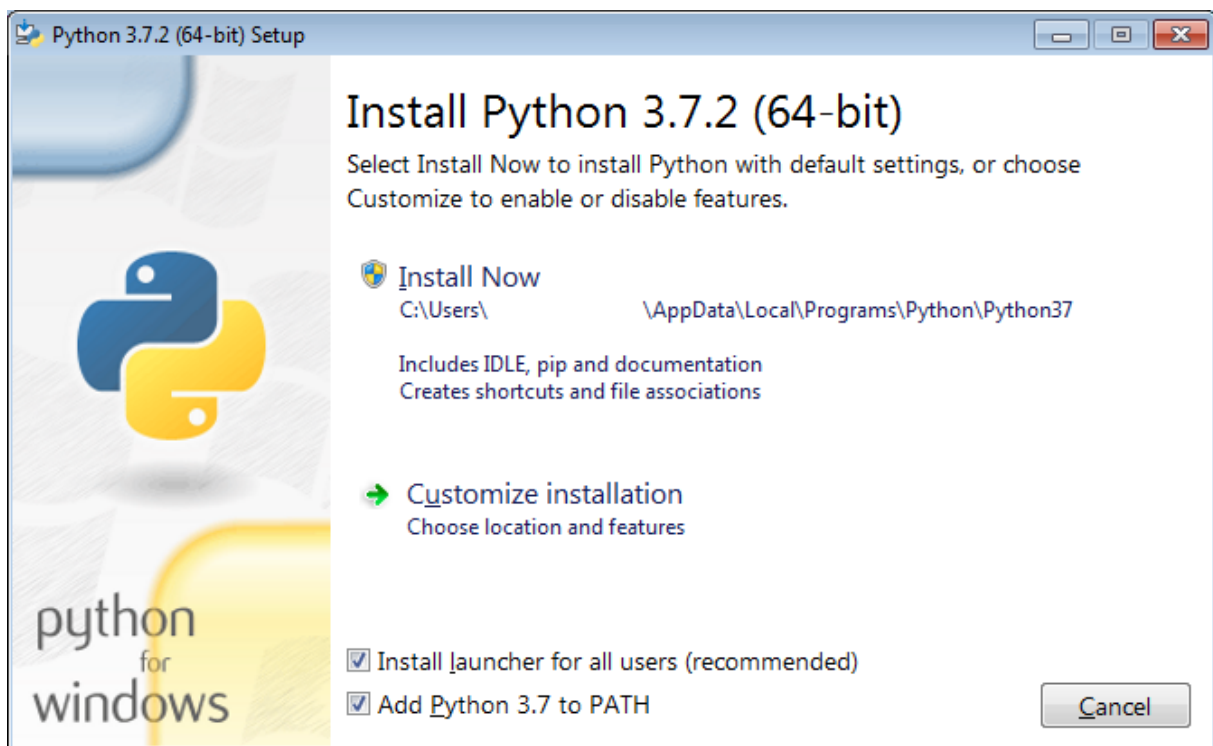 Python 3.7.2 (64-bit) Setup
Install Python 3.7.2 (64-bit)
Select Install Now to install Python with default settings, or choose
Customize to enable or disable features.
Install Now
C:\Users\ \AppData\Local\Programs\Python\Python37
Includes IDLE, pip and documentation
Creates shortcuts and file associations
Customize installation
Choose location and features
python
for
windows
Install launcher for all users (recommended)
Add Python 3.7 to PATH
Cancel